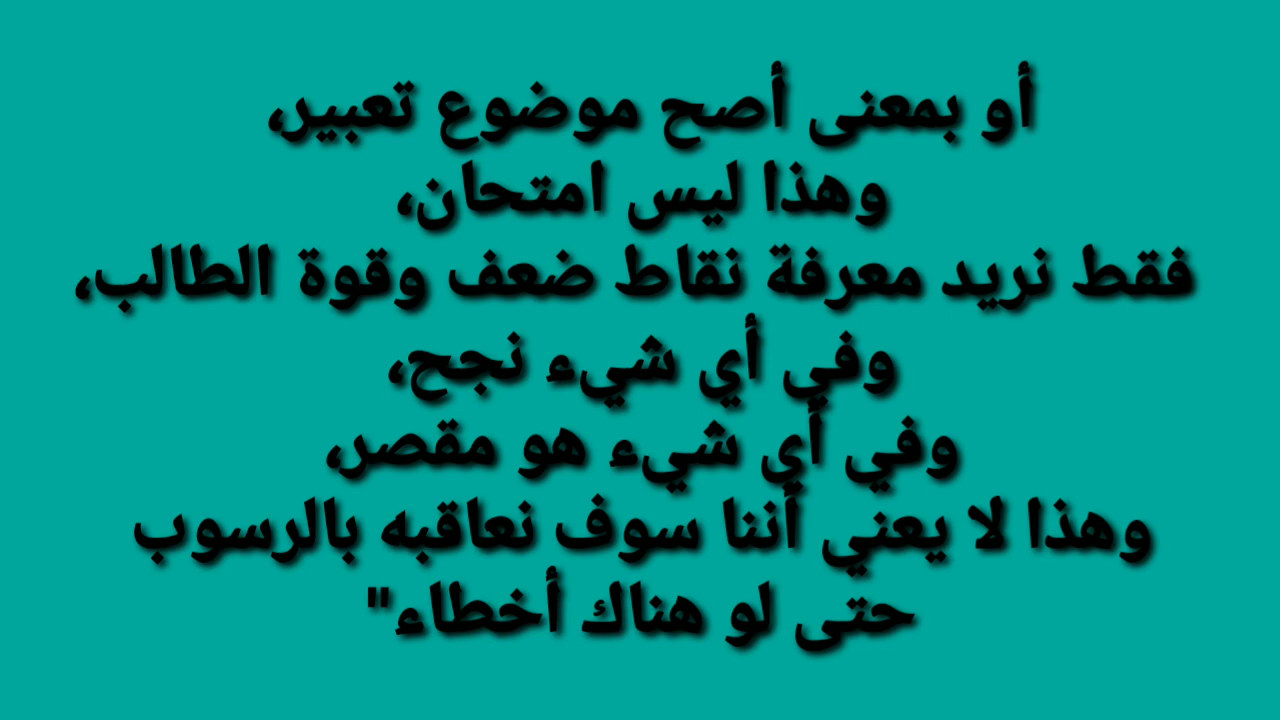 أو بمعنى أصح موضوع تعبير،
وهذا ليس امتحان،
فقط نريد معرفة نقاط ضعف وقوة الطالب،
وفي أي شيء نجح،
وفي أي شيء هو مقصر،
وهذا لا يعني أننا سوف نعاقبه بالرسوب
حتى لو هناك أخطاء"